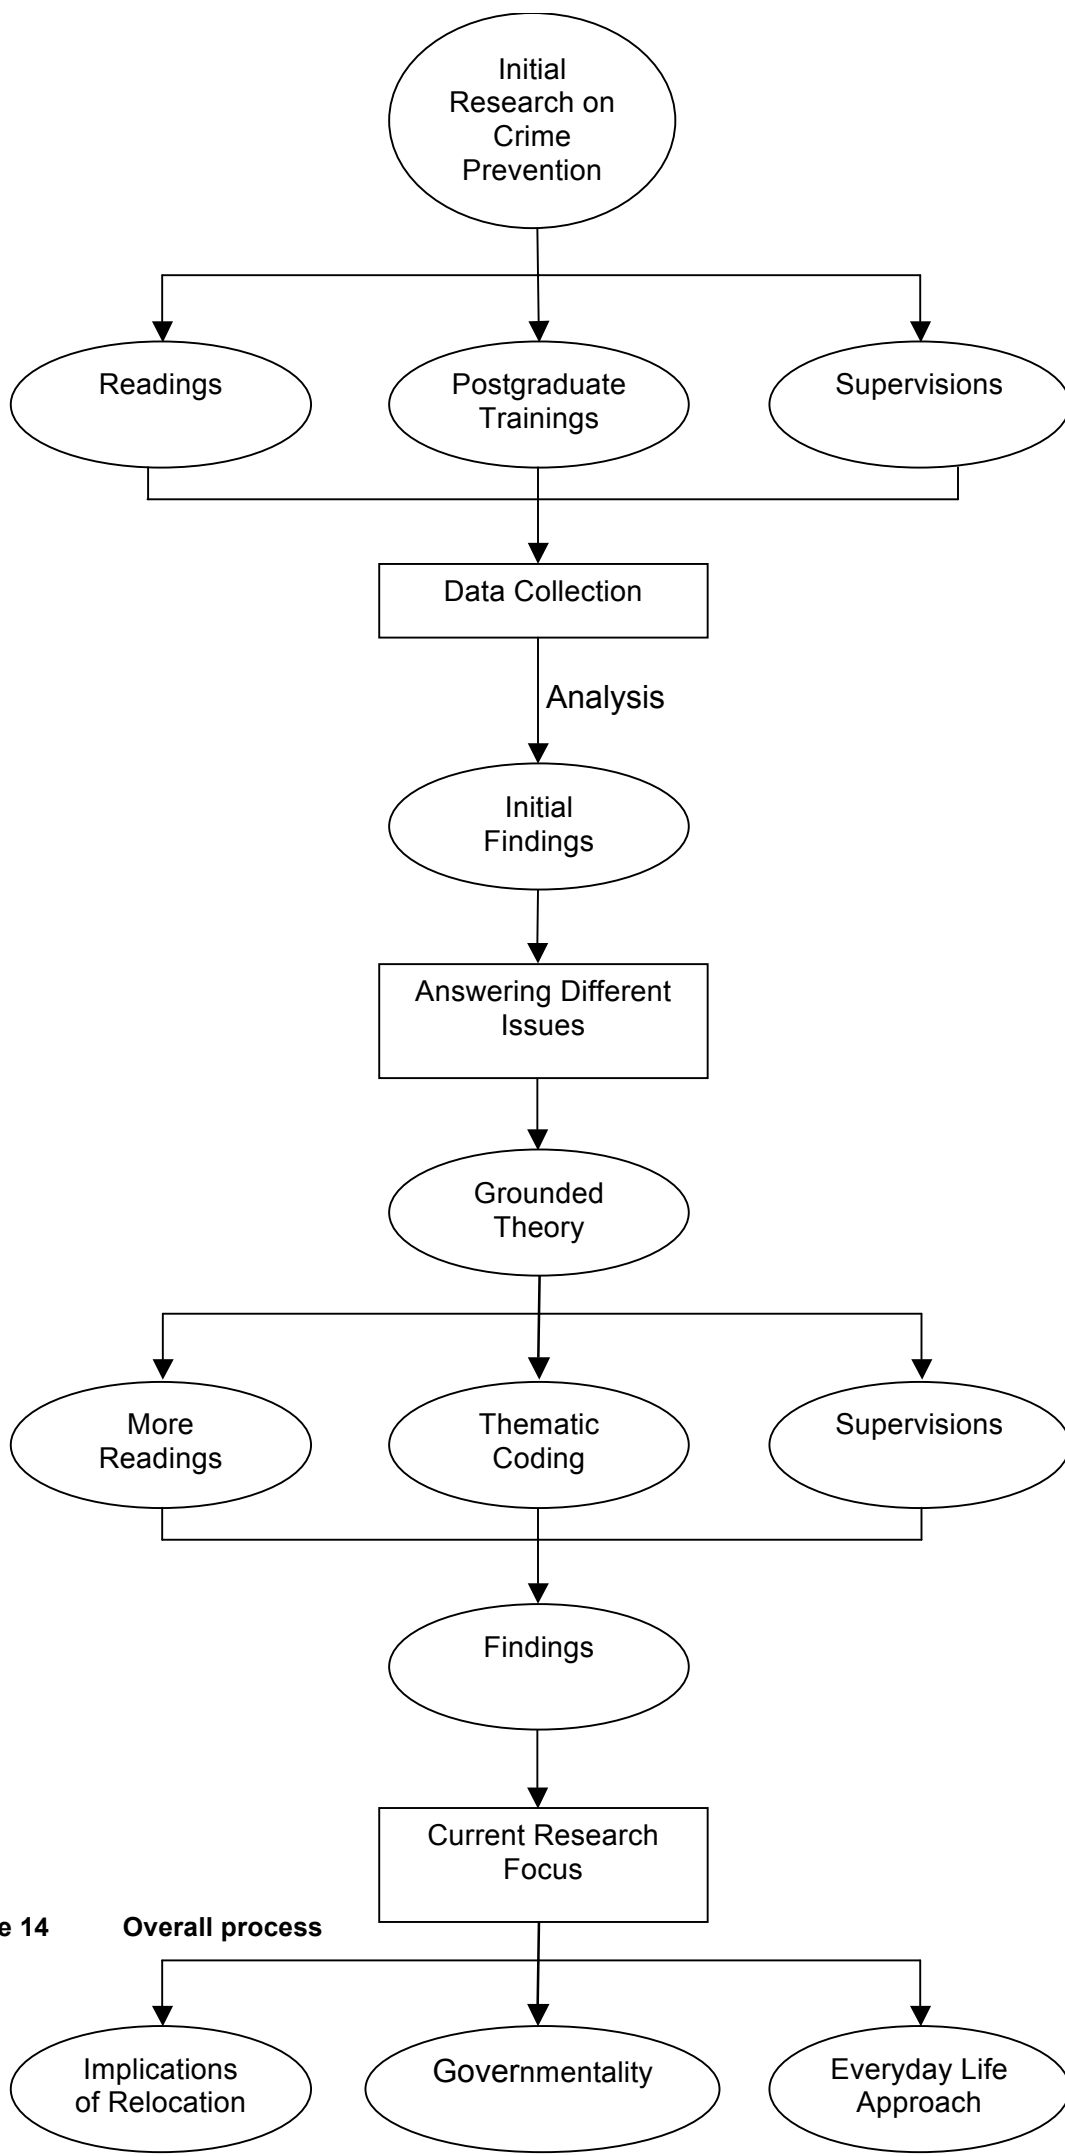 Initial
Research on
Crime
Prevention
Readings
Postgraduate
Trainings
Supervisions
Data Collection
Analysis
Initial
Findings
Answering Different
Issues
Grounded
Theory
More
Readings
Thematic
Coding
Supervisions
Findings
Current Research
Focus
e 14 Overall process
Implications
of Relocation
Governmentality
Everyday Life
Approach